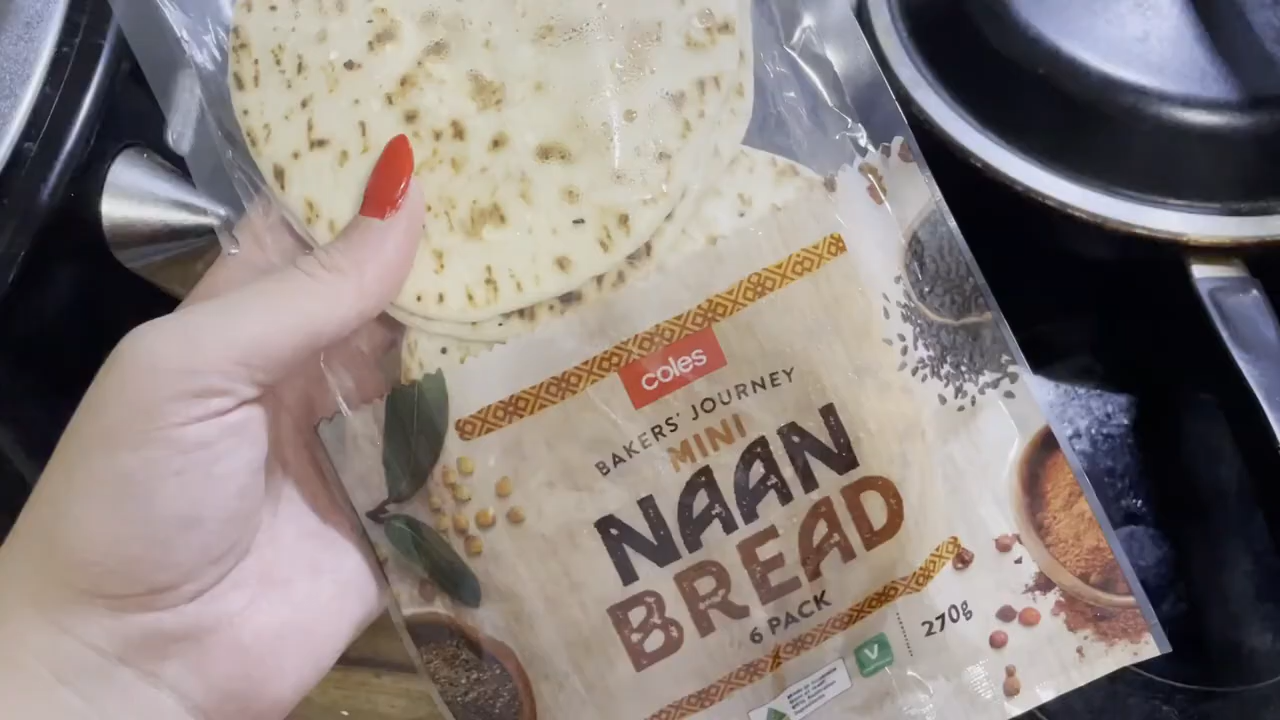 coles
BAKERS' JOURNEY
MINI
NAAN
BREAD
6 PACK
270g
V